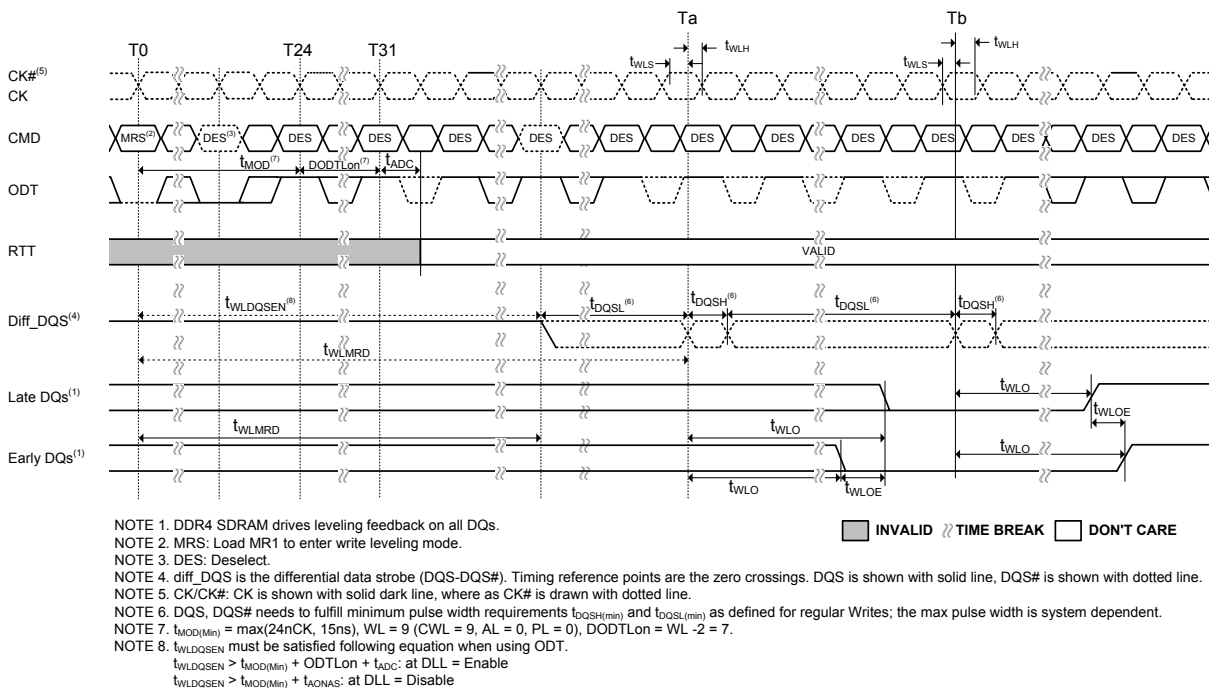 Ta Tb
T0 T24 T31
tWLH tWLH
tWLS tWLS
CK#(5)
CK
CMD MRS(2) DES(3) DES DES DES DES DES DES DES DES DES DES DES
tMOD(7) DODTLon(7) tADC
ODT
RTT VALID
tWLDQSEN(8) tDQSL(6) tDQSH(6) tDQSL(6) tDQSH(6)
Diff_DQS(4)
tWLMRD
Late DQs(1) tWLO
tWLMRD tWLO tWLOE
Early DQs(1) tWLO
tWLO tWLOE
NOTE 1. DDR4 SDRAM drives leveling feedback on all DQs.
INVALID TIME BREAK DON'T CARE
NOTE 2. MRS: Load MR1 to enter write leveling mode.
NOTE 3. DES: Deselect.
NOTE 4. diff_DQS is the differential data strobe (DQS-DQS#). Timing reference points are the zero crossings. DQS is shown with solid line, DQS# is shown with dotted line.
NOTE 5. CK/CK#: CK is shown with solid dark line, where as CK# is drawn with dotted line.
NOTE 6. DQS, DQS# needs to fulfill minimum pulse width requirements tDQSH(min) and tDQSL(min) as defined for regular Writes; the max pulse width is system dependent.
NOTE 7. tMOD(Min) = max(24nCK, 15ns), WL = 9 (CWL = 9, AL = 0, PL = 0), DODTLon = WL -2 = 7.
NOTE 8. tWLDQSEN must be satisfied following equation when using ODT.
tWLDQSEN > tMOD(Min) + ODTLon + tADC: at DLL = Enable
tWLDQSEN > tMOD(Min) + tAONAS: at DLL = Disable